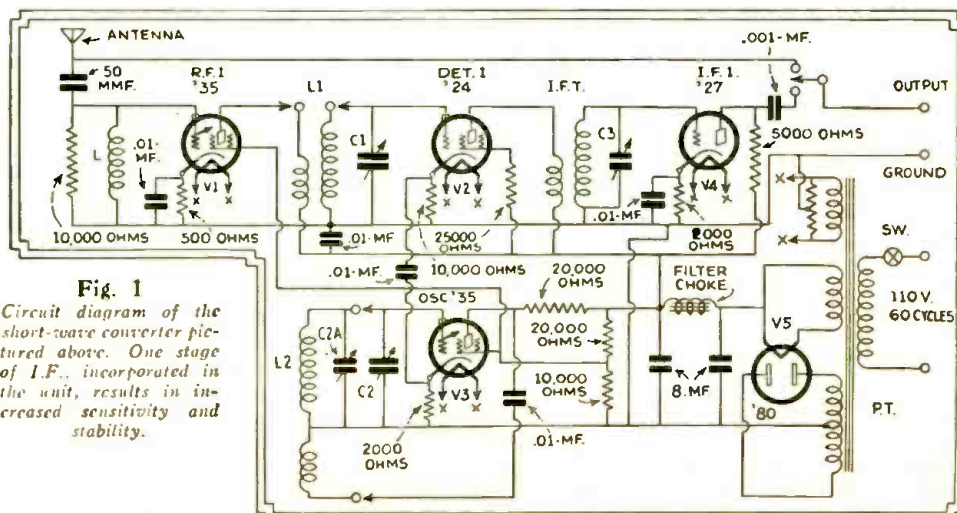 ANTENNA
50
MMF.
R.F.1
'35
L1
DET.1
'24
I.F.T.
I.F.1.
'27
.001-MF.
OUTPUT
5000 OHMS
GROUND
L
.01-
MF.
V1
C1
V2
C3
V4
.01-MF
10,000 OHMS
500 OHMS
.01-MF
25000
OHMS
2000
OHMS
.01-MF.
10,000 OHMS
20,000
OHMS
FILTER
CHOKE
SW.
110 V.
60 CYCLES
OSC '35
L2
C2A
C2
V3
20,000
OHMS
10,000
OHMS
8.MF
V5
'80
P.T.
2000
OHMS
.01-MF.
X
X
X
X
X
X
X
X
X
X
Fig. 1
Circuit diagram of the
short-wave converter pic-
tured above. One stage
of I.F., incorporated in
the unit, results in in-
creased sensitivity and
stability.